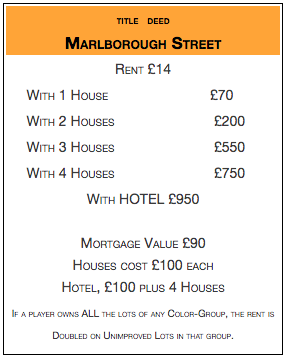 TITLE DEED
MARLBOROUGH STREET
RENT £14
WITH 1 HOUSE £70
WITH 2 HOUSES £200
WITH 3 HOUSES £550
WITH 4 HOUSES £750
WITH HOTEL £950
MORTGAGE VALUE £90
HOUSES COST £100 EACH
HOTEL, £100 PLUS 4 HOUSES
IF A PLAYER OWNS ALL THE LOTS OF ANY COLOR-GROUP, THE RENT IS
DOUBLED ON UNIMPROVED LOTS IN THAT GROUP.